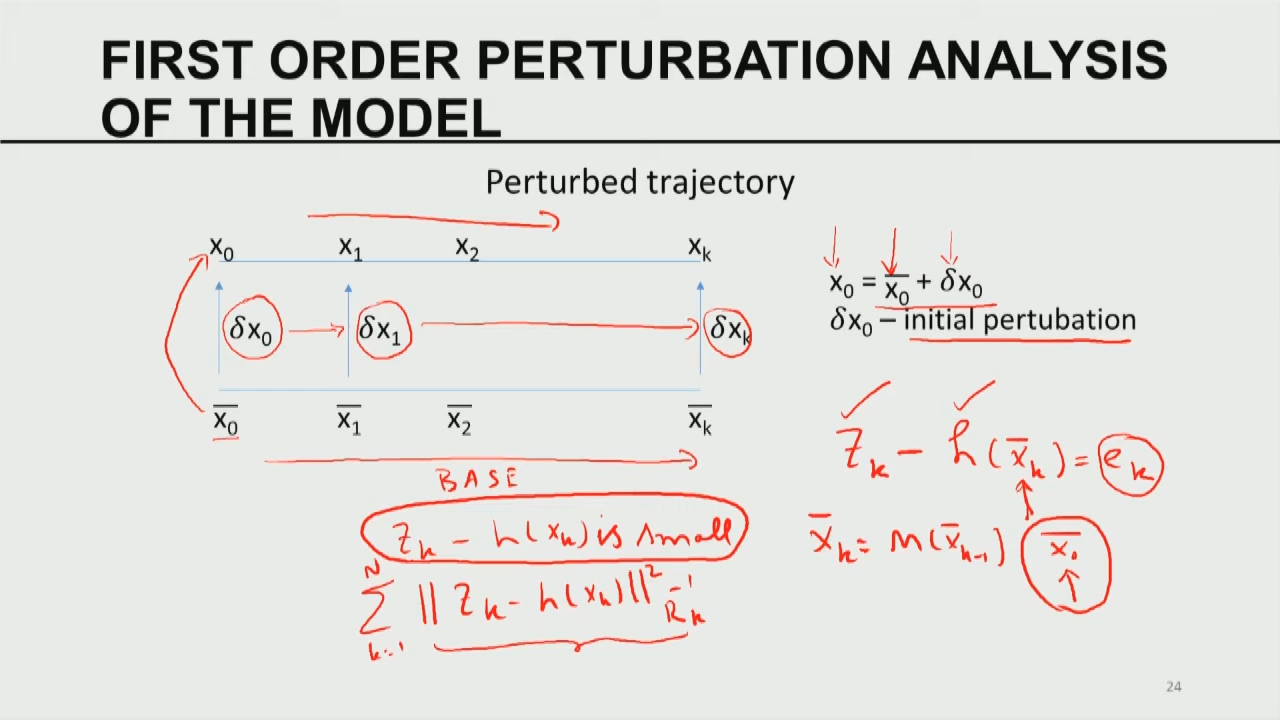 FIRST ORDER PERTURBATION ANALYSIS
OF THE MODEL
Perturbed trajectory
x₀ x₁ x₂ xₖ
δx₀ δx₁ δxₖ
x̅₀ x̅₁ x̅₂ x̅ₖ
BASE
zₖ - h(xₖ) is small
∑ₖ₌₁ᴺ ||Zₖ - h(xₖ)||² Rₖ⁻¹
x₀ = x̅₀ + δx₀
δx₀ – initial pertubation
Zₖ - h(x̅ₖ) = eₖ
x̅ₖ = M(x̅ₖ₋₁) x̅₀
24